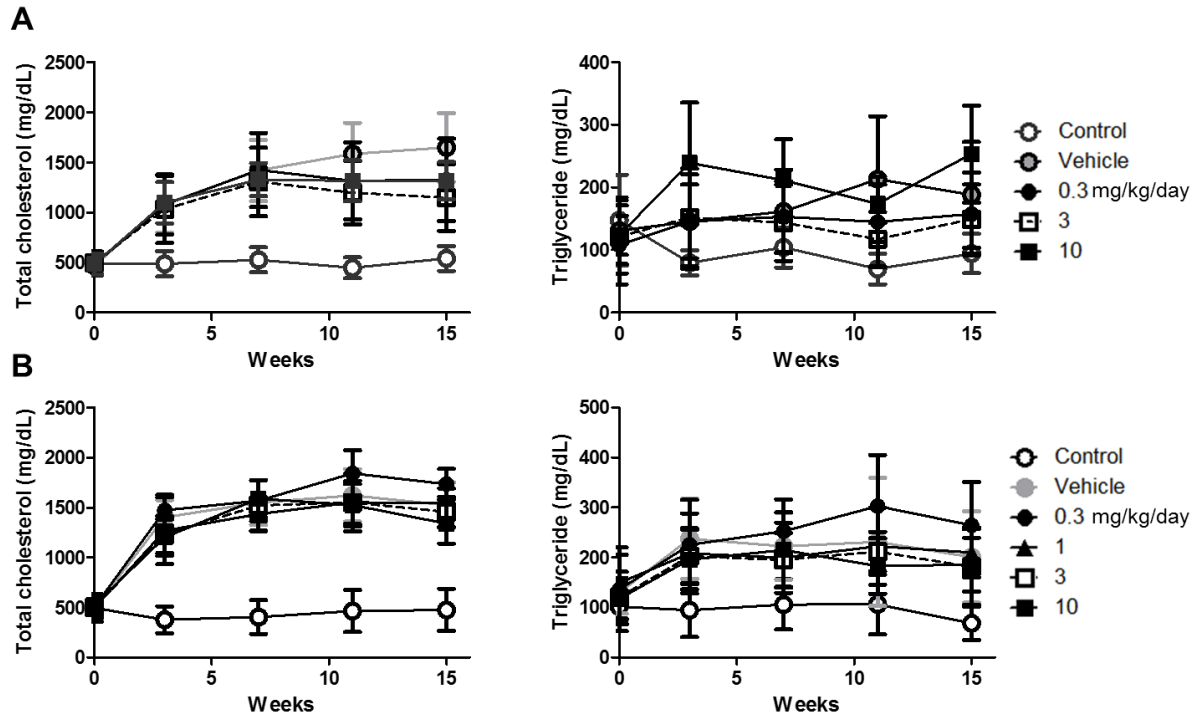 A
Total cholesterol (mg/dL)
2500
2000
1500
1000
500
0
0 5 10 15
Weeks
Triglyceride (mg/dL)
400
300
200
100
0
0 5 10 15
Weeks
Control
Vehicle
0.3 mg/kg/day
3
10
B
Total cholesterol (mg/dL)
2500
2000
1500
1000
500
0
0 5 10 15
Weeks
Triglyceride (mg/dL)
500
400
300
200
100
0
0 5 10 15
Weeks
Control
Vehicle
0.3 mg/kg/day
1
3
10